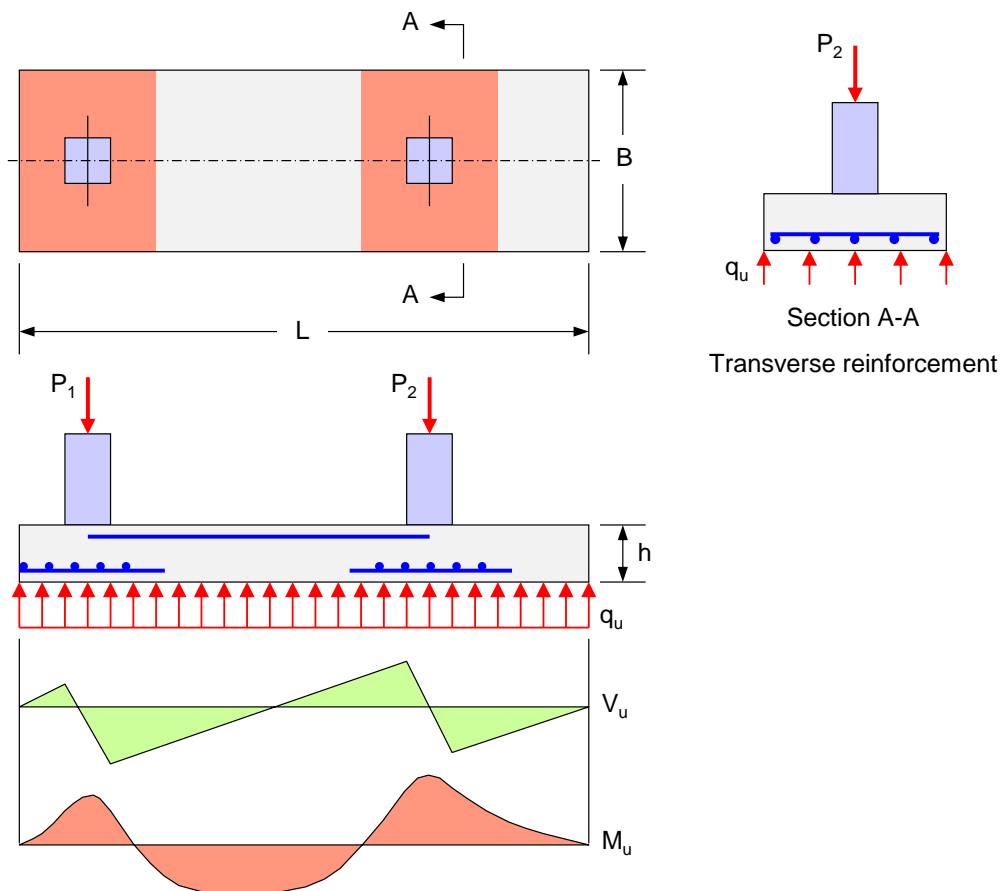 A
P₂
B
A
qᵤ
L
Section A-A
Transverse reinforcement
P₁
P₂
h
qᵤ
Vᵤ
Mᵤ